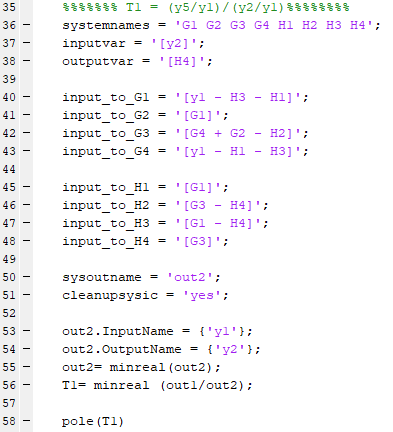 35 %%%%%%% T1 = (y5/y1)/(y2/y1)%%%%%%%%
36 – systemnames = 'G1 G2 G3 G4 H1 H2 H3 H4';
37 – inputvar = '[y2]';
38 – outputvar = '[H4]';
39
40 – input_to_G1 = '[y1 - H3 - H1]';
41 – input_to_G2 = '[G1]';
42 – input_to_G3 = '[G4 + G2 - H2]';
43 – input_to_G4 = '[y1 - H1 - H3]';
44
45 – input_to_H1 = '[G1]';
46 – input_to_H2 = '[G3 - H4]';
47 – input_to_H3 = '[G1 - H4]';
48 – input_to_H4 = '[G3]';
49
50 – sysoutname = 'out2';
51 – cleanupsysic = 'yes';
52
53 – out2.InputName = {'y1'};
54 – out2.OutputName = {'y2'};
55 – out2= minreal(out2);
56 – T1= minreal (out1/out2);
57
58 – pole(T1)